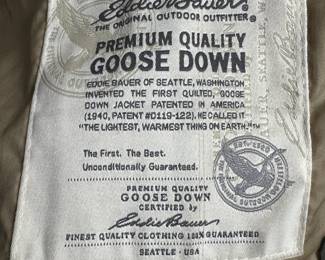 Eddie Bauer®
THE ORIGINAL OUTDOOR OUTFITTER®
PREMIUM QUALITY
GOOSE DOWN
EDDIE BAUER OF SEATTLE, WASHINGTON
INVENTED THE FIRST QUILTED, GOOSE
DOWN JACKET PATENTED IN AMERICA
(1940, PATENT #D119-122). HE CALLED IT
"THE LIGHTEST, WARMEST THING ON EARTH."™
The First. The Best.
Unconditionally Guaranteed.
EST. 1920
PREMIUM QUALITY
GOOSE DOWN
CERTIFIED by
Eddie Bauer
FINEST QUALITY CLOTHING 100% GUARANTEED
SEATTLE · USA